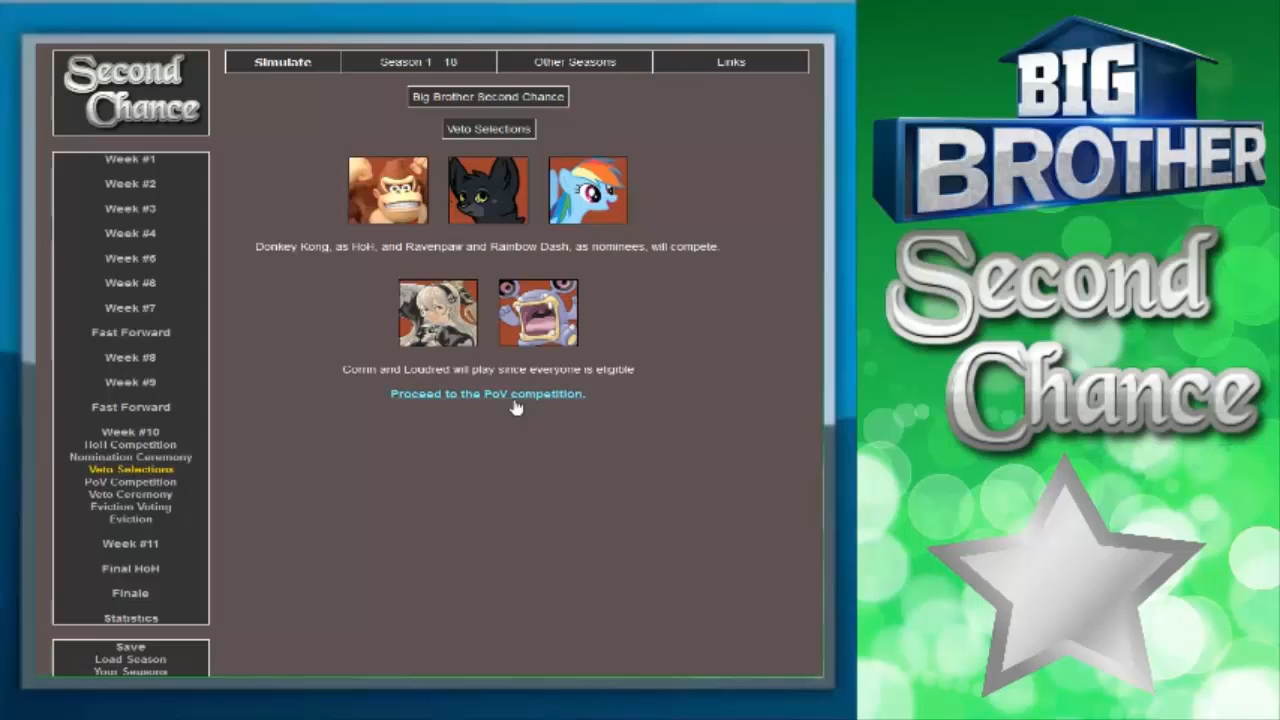 Second
Chance
Simulate
Season 1 18
Other Seasons
Links
Big Brother Second Chance
Veto Selections
Donkey Kong, as HoH, and Ravenpaw and Rainbow Dash, as nominees, will compete.
Corrin and Loudred will play since everyone is eligible
Proceed to the PoV competition.
Week #1
Week #2
Week #3
Week #4
Week #5
Week #6
Week #7
Fast Forward
Week #8
Week #9
Fast Forward
Week #10
HoH Competition
Nomination Ceremony
Veto Selections
PoV Competition
Veto Ceremony
Eviction Voting
Eviction
Week #11
Final HoH
Finale
Statistics
Save
Load Season
Your Seasons
BIG
BROTHER
Second
Chance